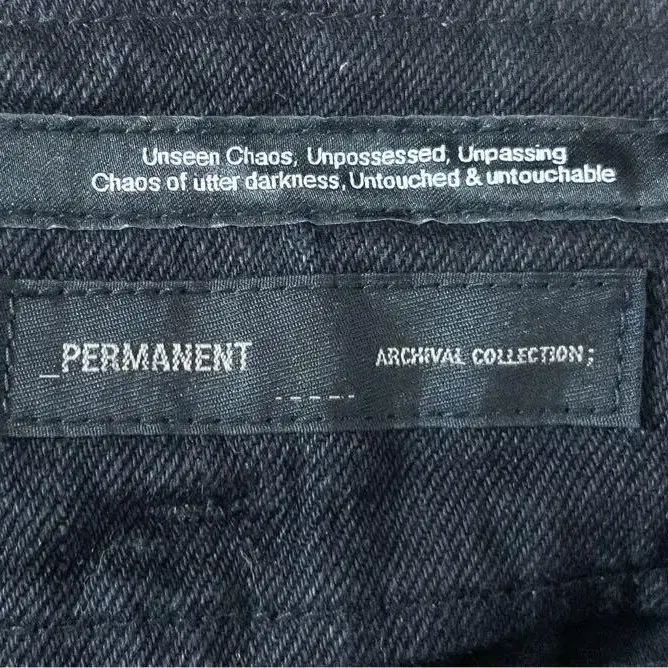 Unseen Chaos, Unpossessed, Unpassing
Chaos of utter darkness, Untouched & untouchable
_PERMANENT
ARCHIVAL COLLECTION;
-----